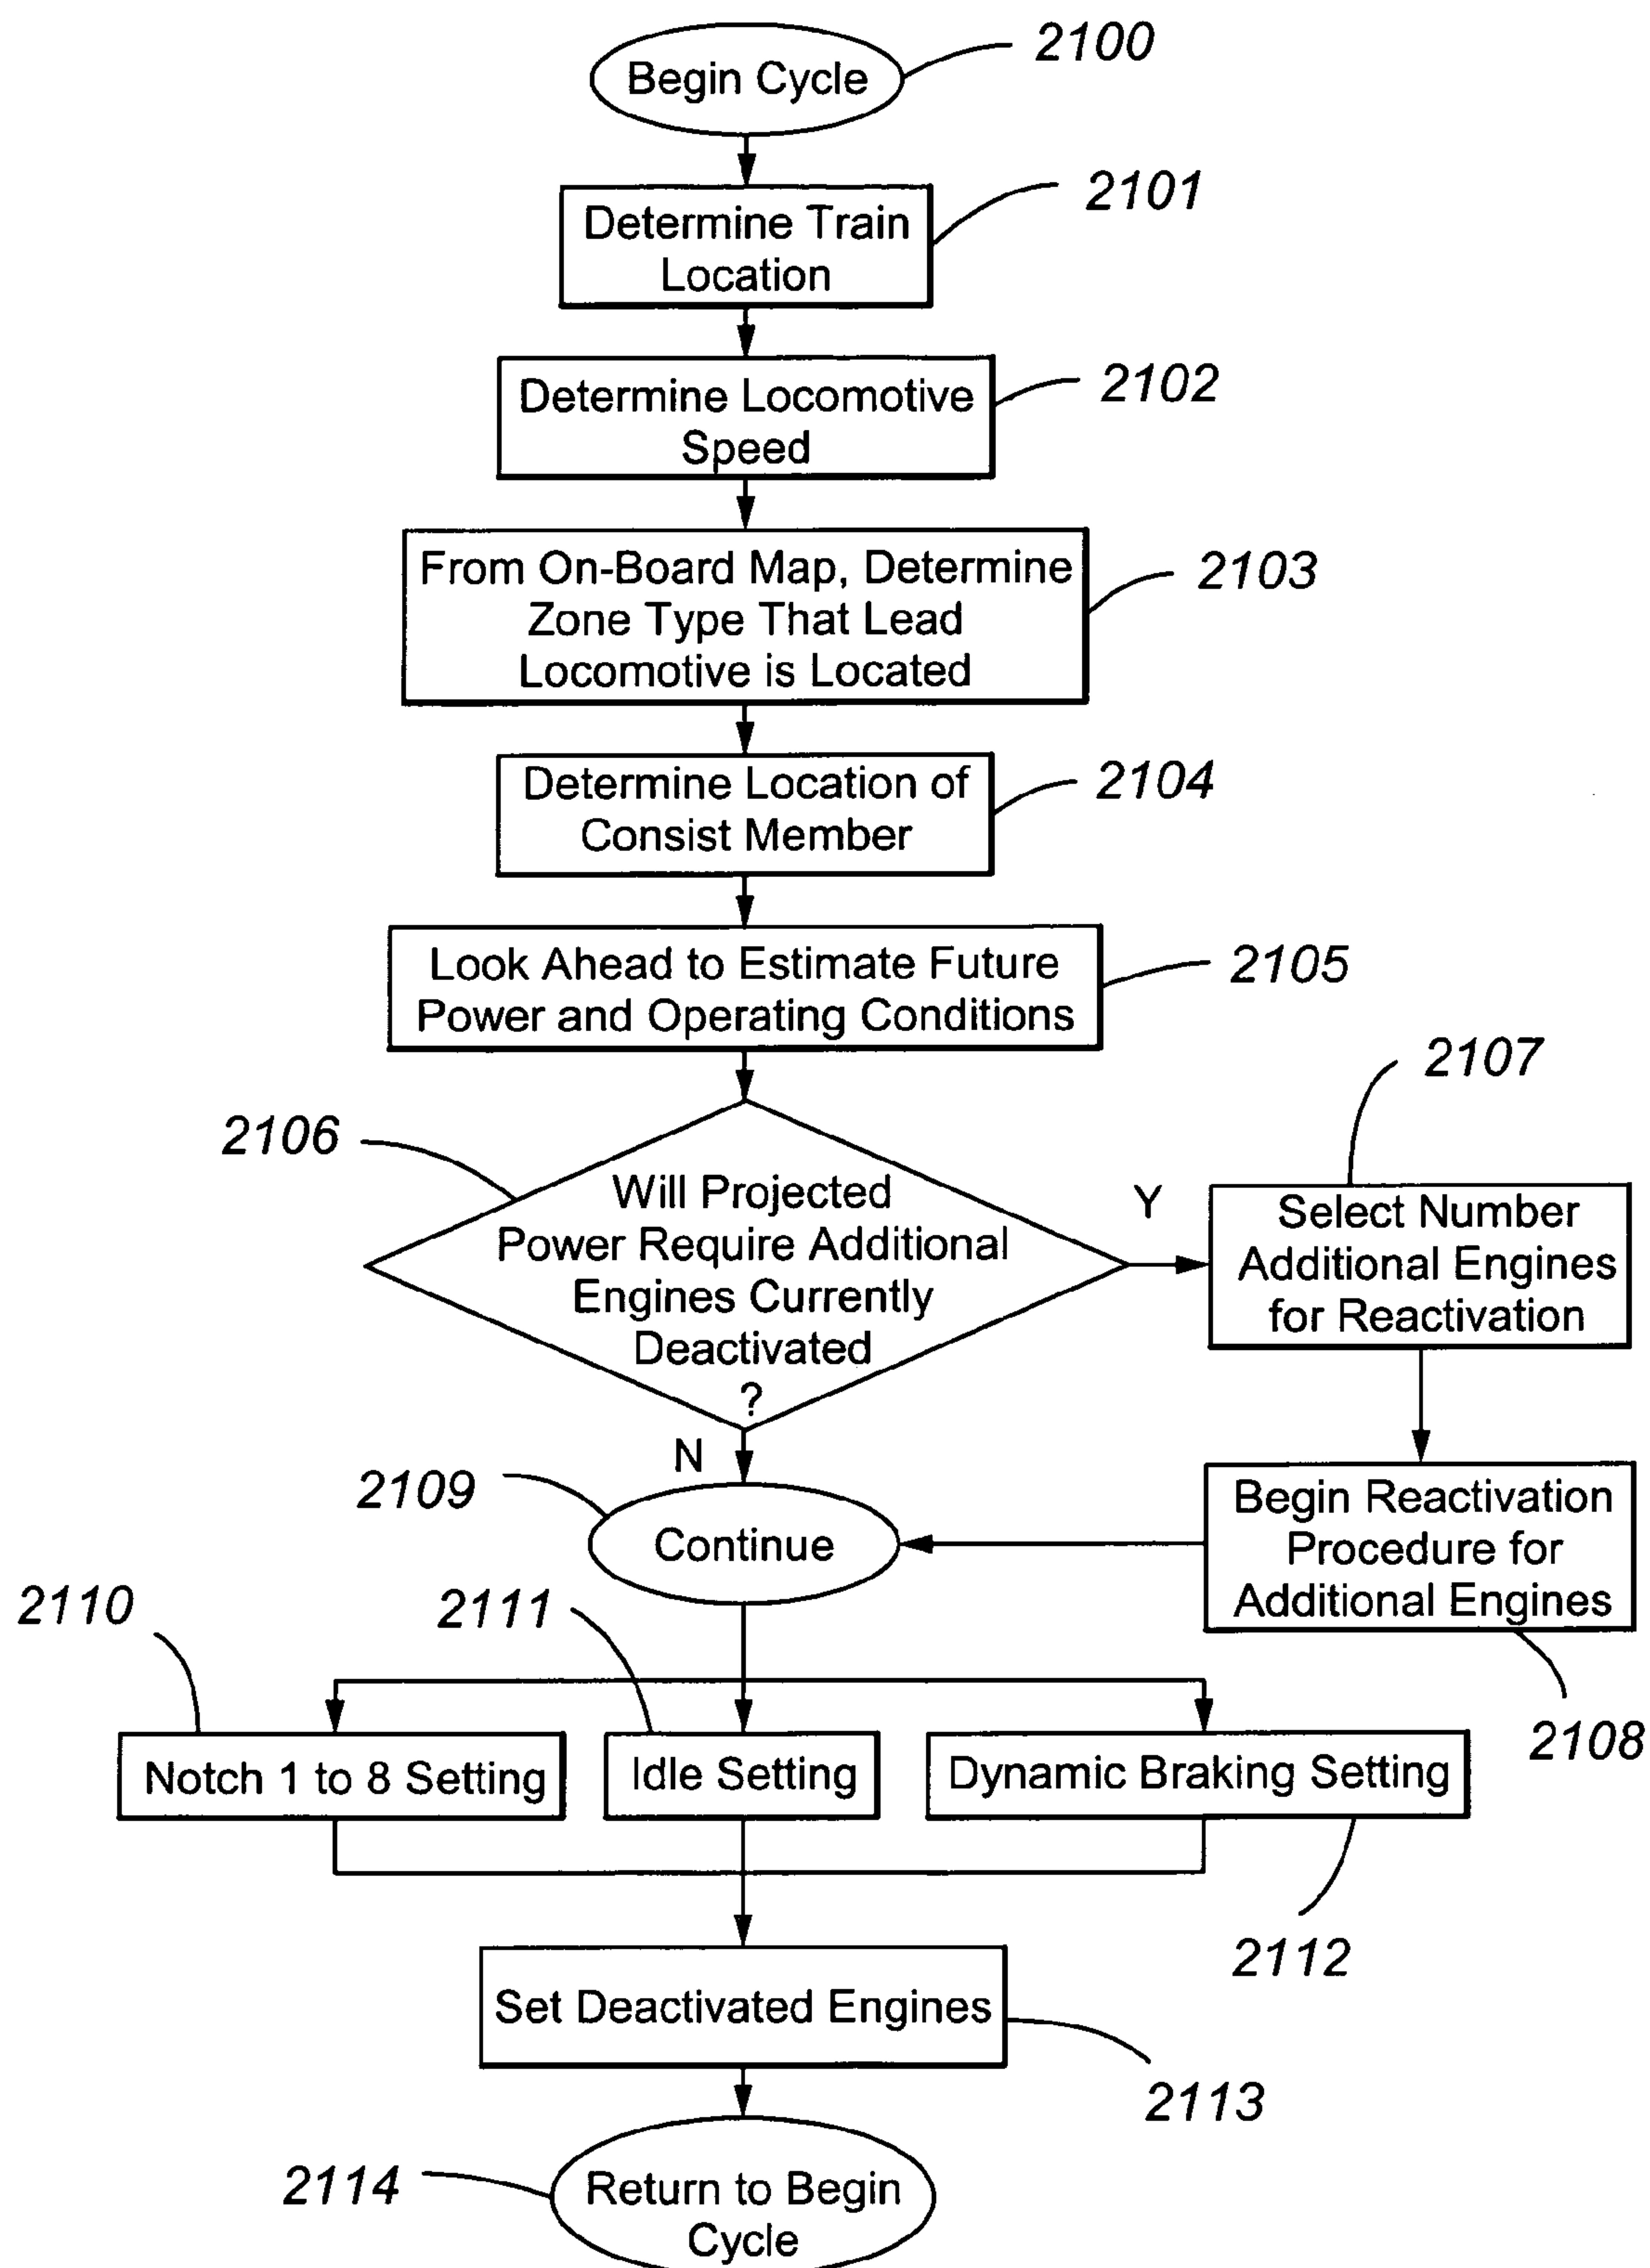 Begin Cycle
2100
Determine Train
Location
2101
Determine Locomotive
Speed
2102
From On-Board Map, Determine
Zone Type That Lead
Locomotive is Located
2103
Determine Location of
Consist Member
2104
Look Ahead to Estimate Future
Power and Operating Conditions
2105
2106
Will Projected
Power Require Additional
Engines Currently
Deactivated
?
Y
N
2107
Select Number
Additional Engines
for Reactivation
Begin Reactivation
Procedure for
Additional Engines
2108
2109
Continue
2110
2111
Notch 1 to 8 Setting
Idle Setting
Dynamic Braking Setting
2112
Set Deactivated Engines
2113
2114
Return to Begin
Cycle